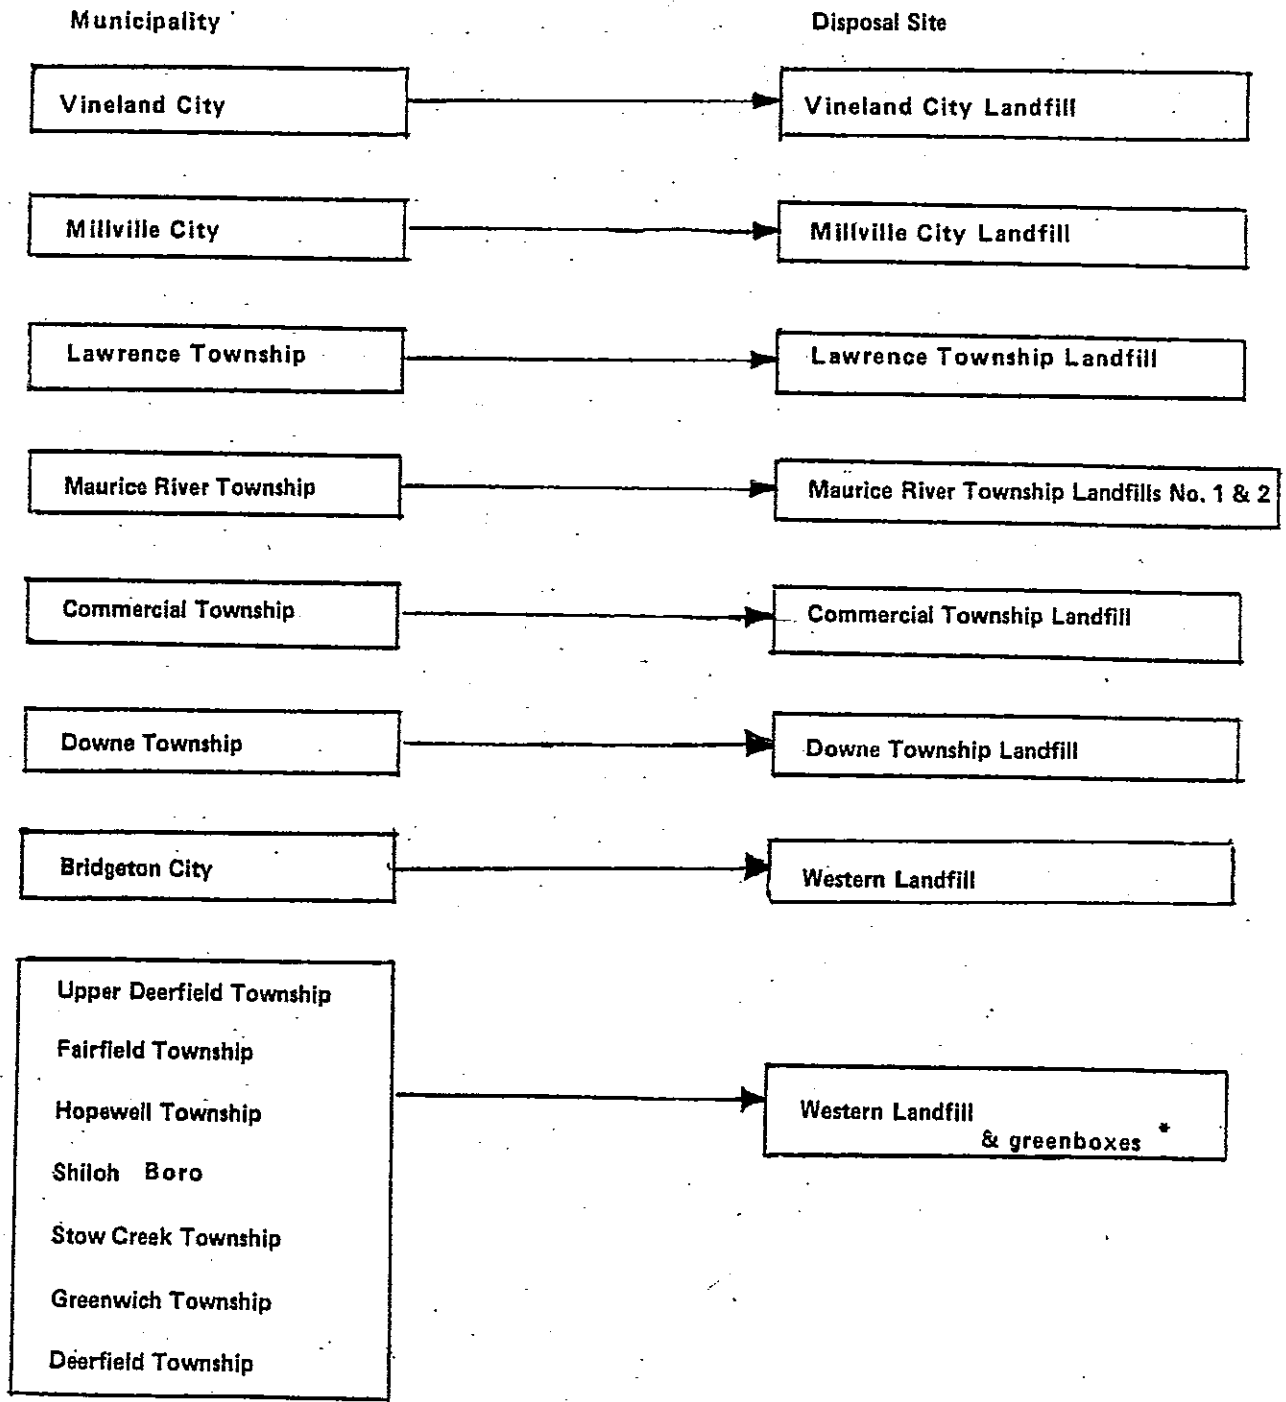 Municipality Disposal Site
Vineland City Vineland City Landfill
Millville City Millville City Landfill
Lawrence Township Lawrence Township Landfill
Maurice River Township Maurice River Township Landfills No. 1 & 2
Commercial Township Commercial Township Landfill
Downe Township Downe Township Landfill
Bridgeton City Western Landfill
Upper Deerfield Township
Fairfield Township
Hopewell Township
Shiloh Boro
Stow Creek Township
Greenwich Township
Deerfield Township
Western Landfill
& greenboxes *